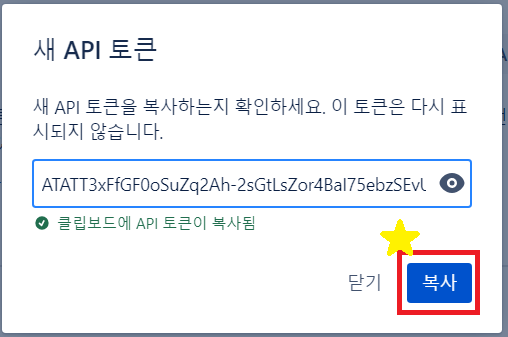 새 API 토큰
새 API 토큰을 복사하는지 확인하세요. 이 토큰은 다시 표
시되지 않습니다.
ATATT3xFfGF0oSuZq2Ah-2sGtLsZor4BaI75ebzSEvU
클립보드에 API 토큰이 복사됨
닫기 복사